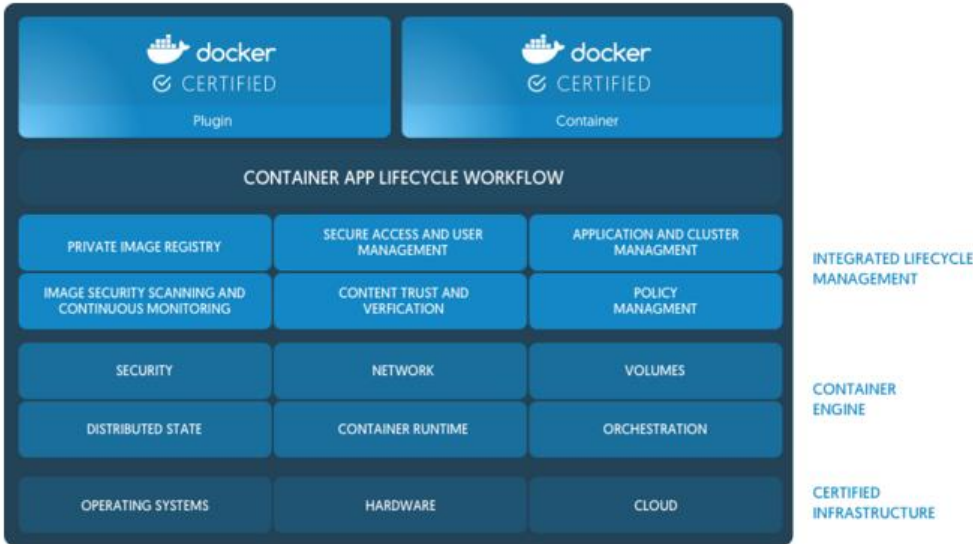 docker
CERTIFIED
Plugin
docker
CERTIFIED
Container
CONTAINER APP LIFECYCLE WORKFLOW
PRIVATE IMAGE REGISTRY
SECURE ACCESS AND USER
MANAGEMENT
APPLICATION AND CLUSTER
MANAGMENT
INTEGRATED LIFECYCLE
MANAGEMENT
IMAGE SECURITY SCANNING AND
CONTINUOUS MONITORING
CONTENT TRUST AND
VERFICATION
POLICY
MANAGMENT
SECURITY
NETWORK
VOLUMES
CONTAINER
ENGINE
DISTRIBUTED STATE
CONTAINER RUNTIME
ORCHESTRATION
OPERATING SYSTEMS
HARDWARE
CLOUD
CERTIFIED
INFRASTRUCTURE